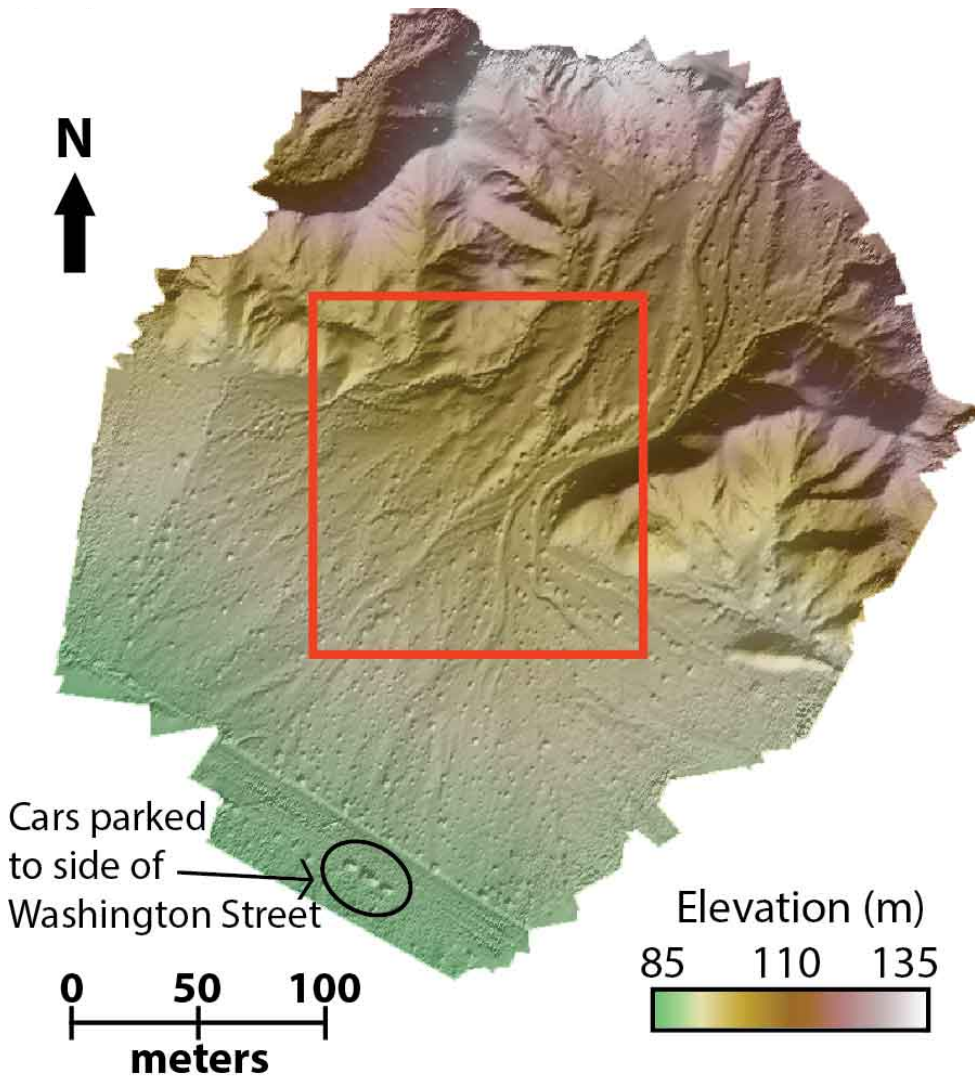 N
Cars parked
to side of
Washington Street
0 50 100
meters
Elevation (m)
85 110 135